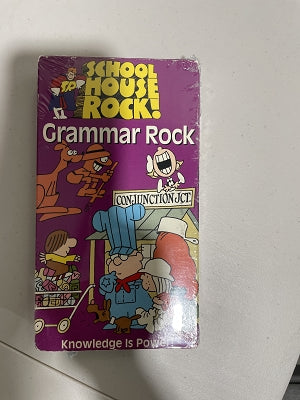 SCHOOL
HOUSE
ROCK!
Grammar Rock
CONJUNCTION JCT.
Knowledge Is Power!